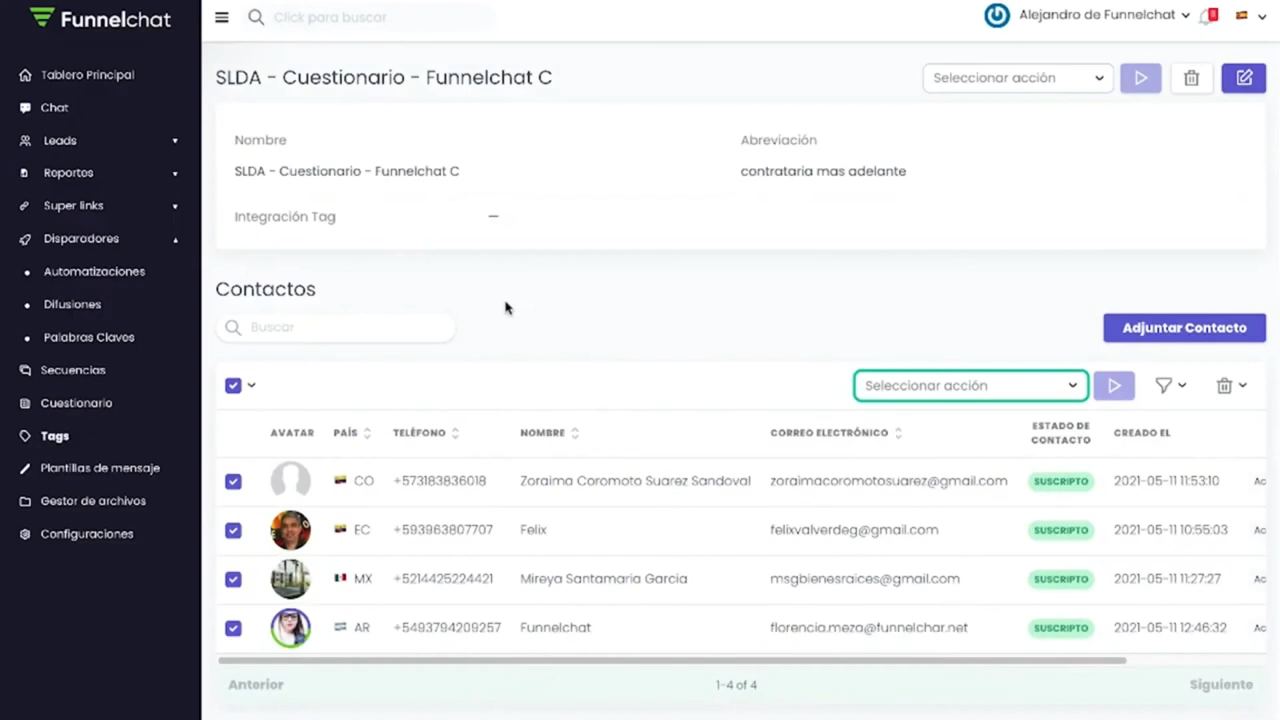 Funnelchat
Click para buscar
Alejandro de Funnelchat
Tablero Principal
Chat
Leads
Reportes
Super links
Disparadores
Automatizaciones
Difusiones
Palabras Claves
Secuencias
Cuestionario
Tags
Plantillas de mensaje
Gestor de archivos
Configuraciones
SLDA - Cuestionario - Funnelchat C
Seleccionar acción
Nombre
Abreviación
SLDA - Cuestionario - Funnelchat C
contrataria mas adelante
Integración Tag
—
Contactos
Buscar
Adjuntar Contacto
Seleccionar acción
AVATAR PAÍS TELÉFONO NOMBRE CORREO ELECTRÓNICO ESTADO DE CONTACTO CREADO EL
CO +573183836018 Zoraima Coromoto Suarez Sandoval zoraimacoromotosuarez@gmail.com SUSCRIPTO 2021-05-11 11:53:10 Ac
EC +593963807707 Felix felixvalverdeg@gmail.com SUSCRIPTO 2021-05-11 10:55:03 Ac
MX +5214425224421 Mireya Santamaria Garcia msgbienesraices@gmail.com SUSCRIPTO 2021-05-11 11:27:27 Ac
AR +5493794209257 Funnelchat florencia.meza@funnelchar.net SUSCRIPTO 2021-05-11 12:46:32 Ac
Anterior
1-4 of 4
Siguiente